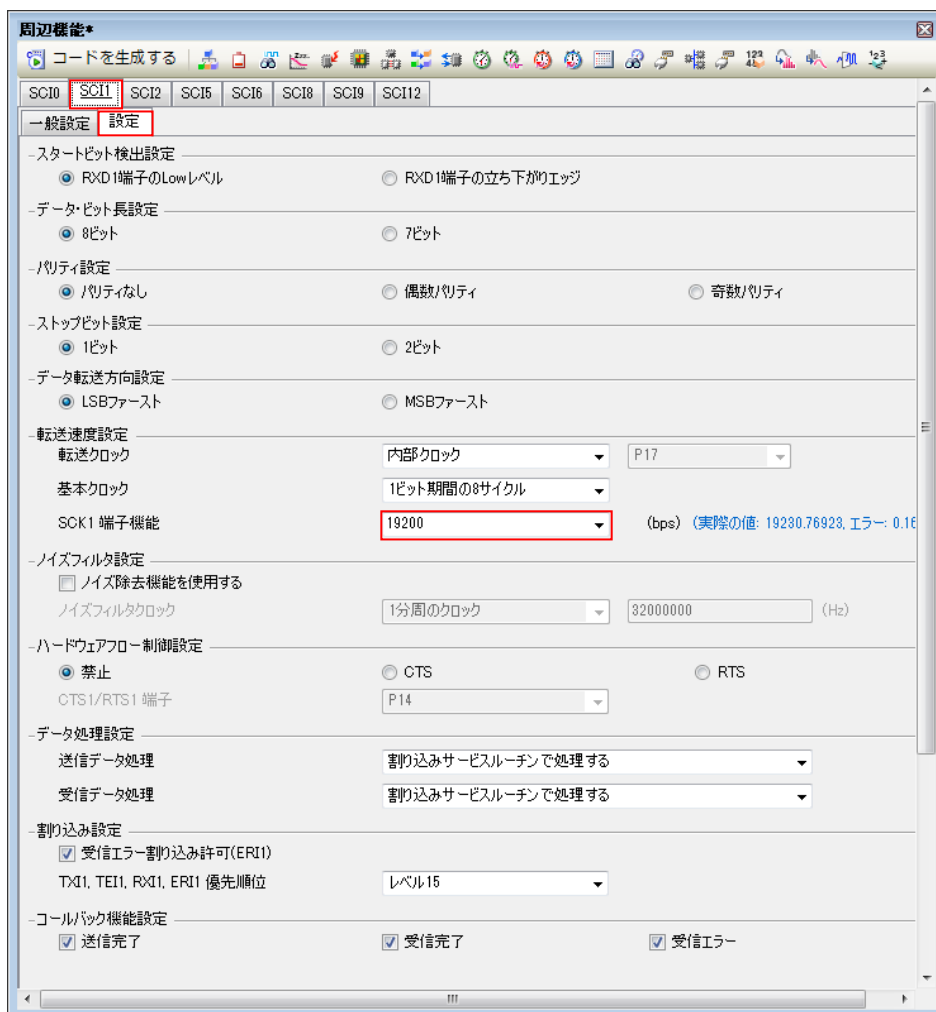 周辺機能*
コードを生成する
SCI0 SCI1 SCI2 SCI5 SCI6 SCI8 SCI9 SCI12
一般設定 設定
スタートビット検出設定
RXD1端子のLowレベル RXD1端子の立ち下がりエッジ
データ・ビット長設定
8ビット 7ビット
パリティ設定
パリティなし 偶数パリティ 奇数パリティ
ストップビット設定
1ビット 2ビット
データ転送方向設定
LSBファースト MSBファースト
転送速度設定
転送クロック 内部クロック P17
基本クロック 1ビット期間の8サイクル
SCK1 端子機能 19200 (bps) (実際の値: 19230.76923, エラー: 0.16
ノイズフィルタ設定
ノイズ除去機能を使用する
ノイズフィルタクロック 1分周のクロック 32000000 (Hz)
ハードウェアフロー制御設定
禁止 CTS RTS
CTS1/RTS1 端子 P14
データ処理設定
送信データ処理 割り込みサービスルーチンで処理する
受信データ処理 割り込みサービスルーチンで処理する
割り込み設定
受信エラー割り込み許可(ERI1)
TXI1, TEI1, RXI1, ERI1 優先順位 レベル15
コールバック機能設定
送信完了 受信完了 受信エラー